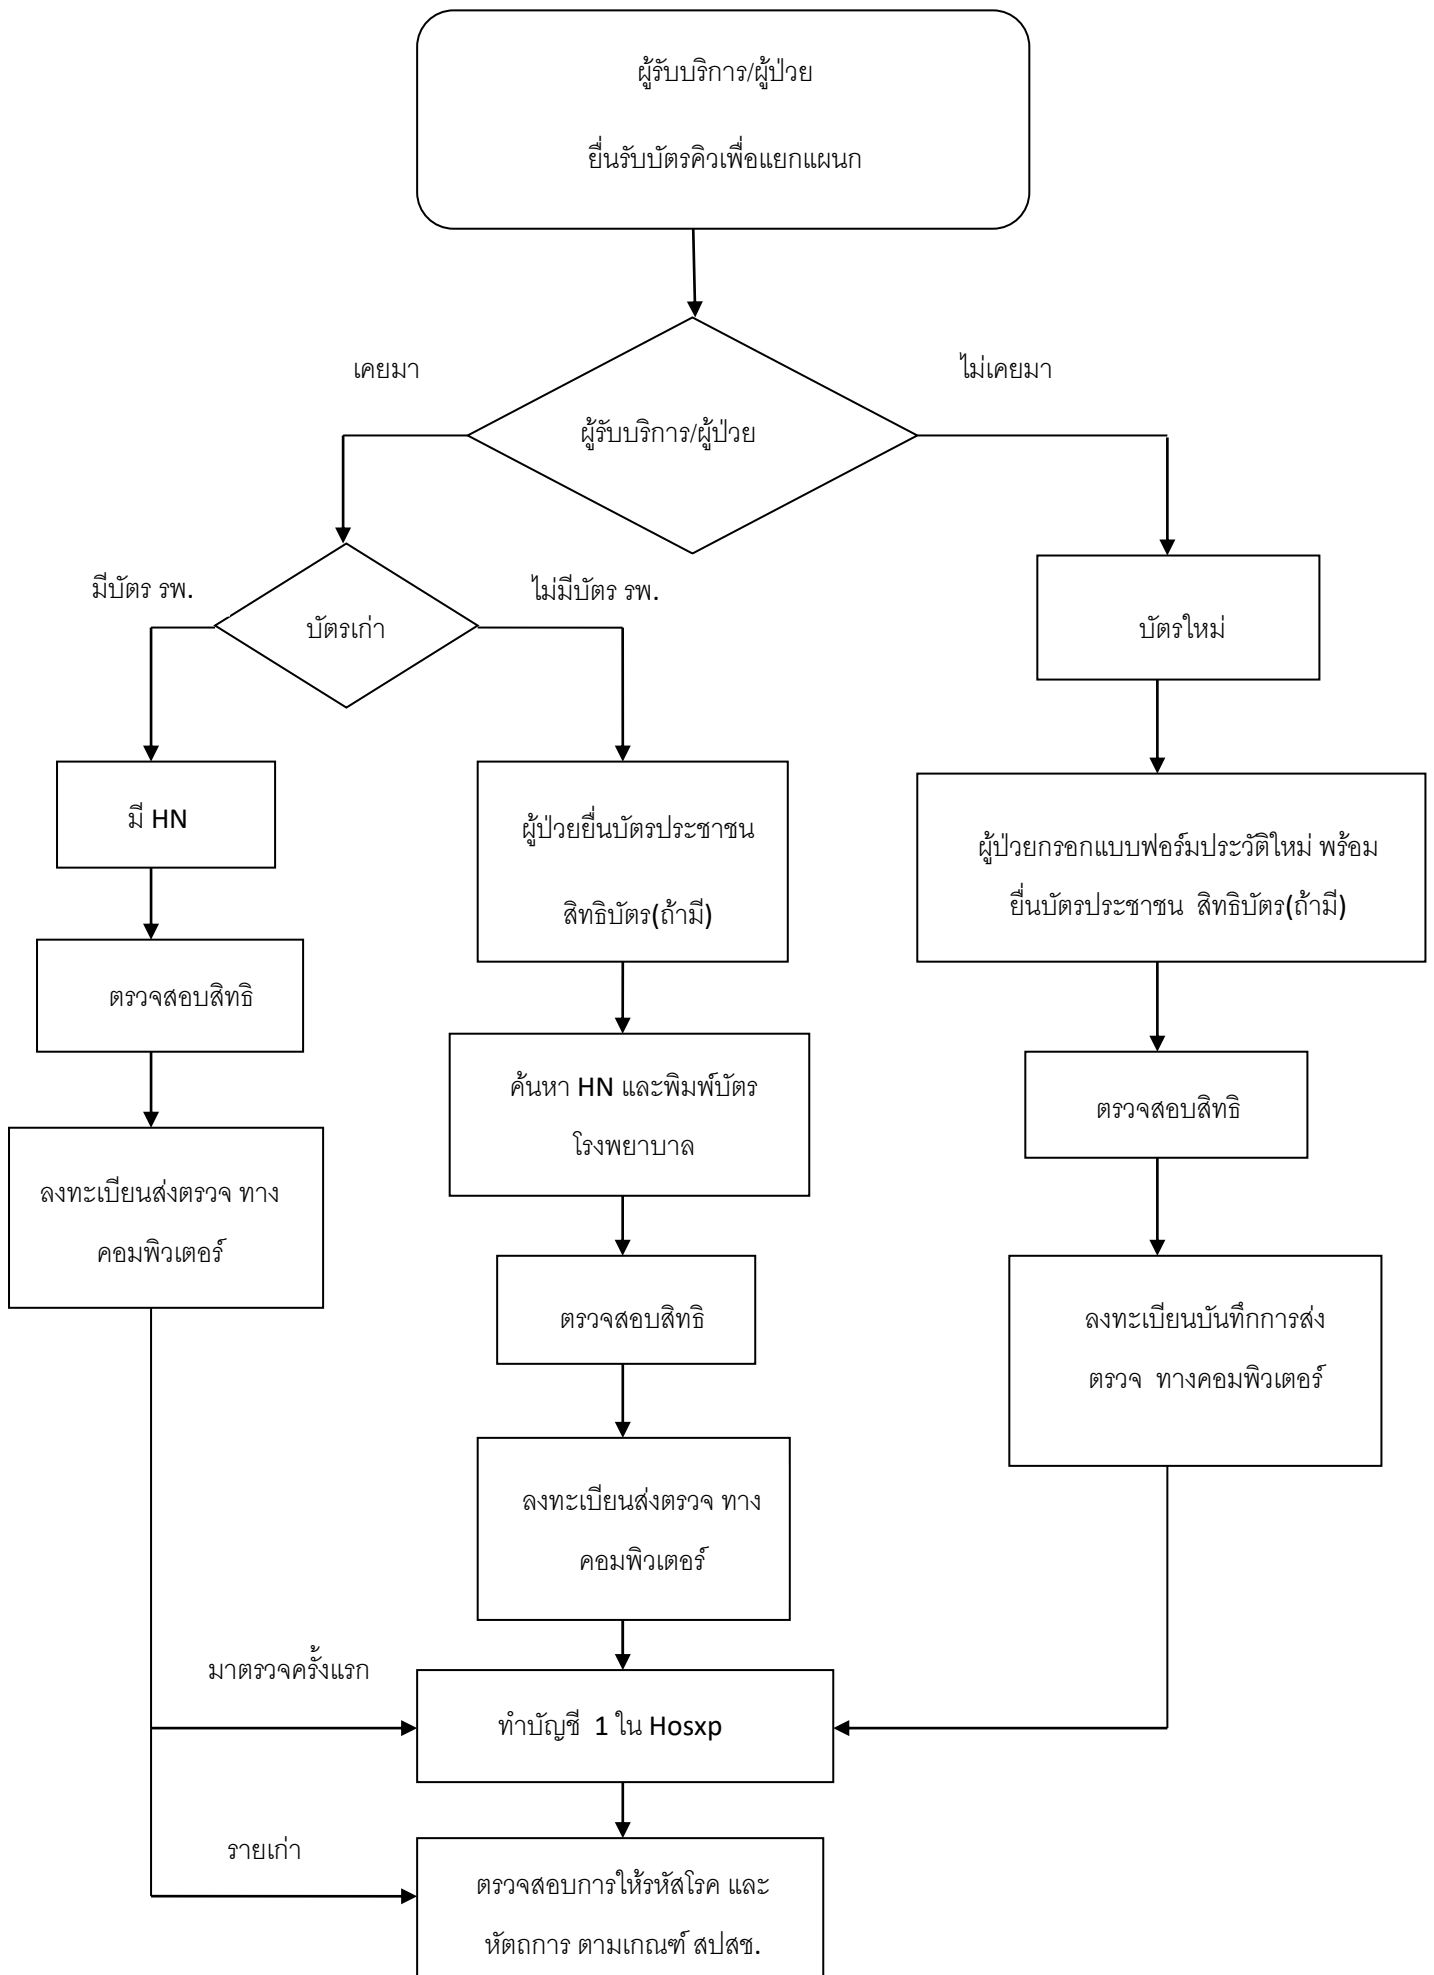 ผู้รับบริการ/ผู้ป่วย
ยื่นรับบัตรคิวเพื่อแยกแผนก
เคยมา
ไม่เคยมา
ผู้รับบริการ/ผู้ป่วย
มีบัตร รพ.
ไม่มีบัตร รพ.
บัตรเก่า
บัตรใหม่
มี HN
ผู้ป่วยยื่นบัตรประชาชน
สิทธิบัตร(ถ้ามี)
ผู้ป่วยกรอกแบบฟอร์มประวัติใหม่ พร้อม
ยื่นบัตรประชาชน สิทธิบัตร(ถ้ามี)
ตรวจสอบสิทธิ
ค้นหา HN และพิมพ์บัตร
โรงพยาบาล
ตรวจสอบสิทธิ
ลงทะเบียนส่งตรวจ ทาง
คอมพิวเตอร์
ตรวจสอบสิทธิ
ลงทะเบียนบันทึกการส่ง
ตรวจ ทางคอมพิวเตอร์
ลงทะเบียนส่งตรวจ ทาง
คอมพิวเตอร์
มาตรวจครั้งแรก
ทำบัญชี 1 ใน Hosxp
รายเก่า
ตรวจสอบการให้รหัสโรค และ
หัตถการ ตามเกณฑ์ สปสช.